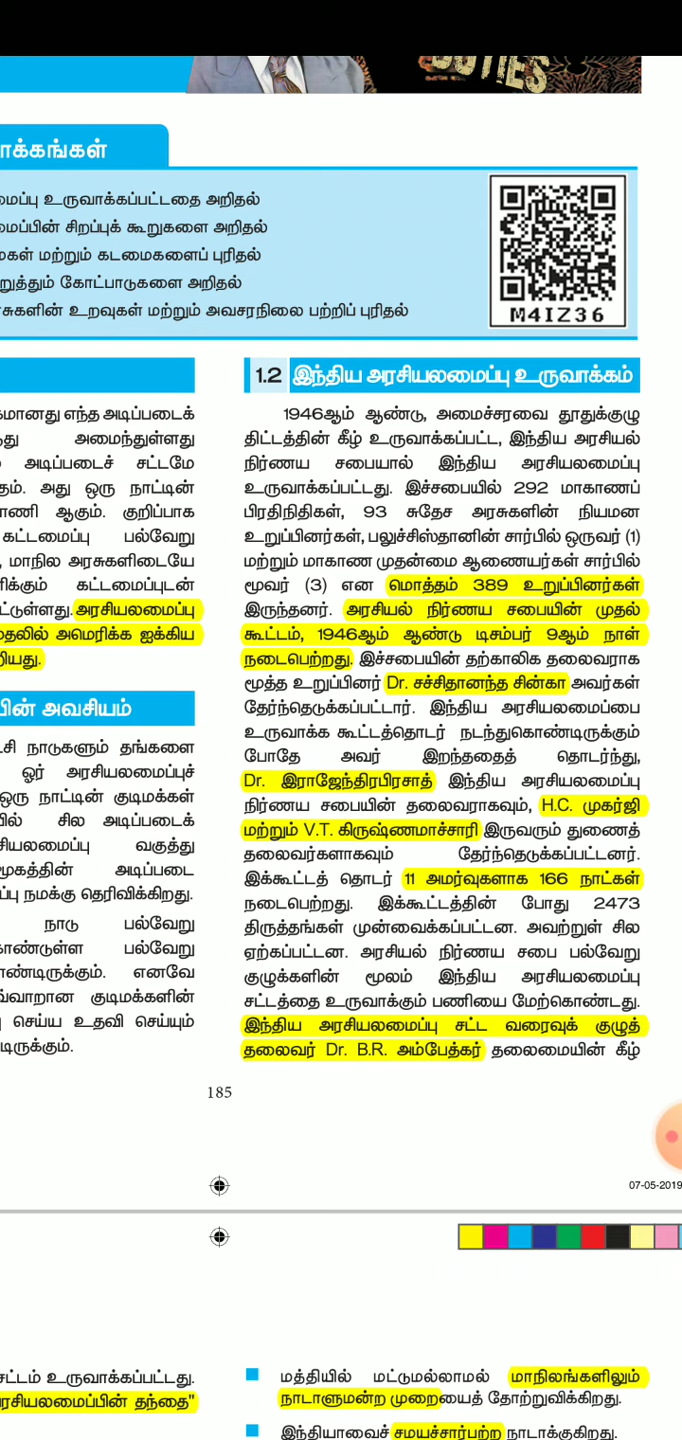 DUTIES
மைப்பு உருவாக்கப்பட்டதை அறிதல்
மைப்பின் சிறப்புக் கூறுகளை அறிதல்
மற்றும் கடமைகளைப் புரிதல்
றுத்தும் கோட்பாடுகளை அறிதல்
சுகளின் உறவுகள் மற்றும் அவசரநிலை பற்றிப் புரிதல்
M4IZ36
மானது எந்த அடிப்படைக்
அமைந்துள்ளது
அடிப்படைச் சட்டமே
கும். அது ஒரு நாட்டின்
ஆகும். குறிப்பாக
கட்டமைப்பு பல்வேறு
, மாநில அரசுகளிடையே
ரிக்கும் கட்டமைப்புடன்
ட்டுள்ளது. அரசியலமைப்பு
தலில் அமெரிக்க ஐக்கிய
றியது.
யின் அவசியம்
சி நாடுகளும் தங்களை
ஓர் அரசியலமைப்புச்
ஒரு நாட்டின் குடிமக்கள்
யில் சில அடிப்படைக்
சியலமைப்பு வகுத்து
மூகத்தின் அடிப்படை
ப்பு நமக்கு தெரிவிக்கிறது.
நாடு பல்வேறு
காண்டுள்ள பல்வேறு
ாண்டிருக்கும். எனவே
வ்வாறான குடிமக்களின்
செய்ய உதவி செய்யும்
டிருக்கும்.
1.2 இந்திய அரசியலமைப்பு உருவாக்கம்
1946ஆம் ஆண்டு, அமைச்சரவை தூதுக்குழு
திட்டத்தின் கீழ் உருவாக்கப்பட்ட, இந்திய அரசியல்
நிர்ணய சபையால் இந்திய அரசியலமைப்பு
உருவாக்கப்பட்டது. இச்சபையில் 292 மாகாணப்
பிரதிநிதிகள், 93 சுதேச அரசுகளின் நியமன
உறுப்பினர்கள், பலுச்சிஸ்தானின் சார்பில் ஒருவர் (1)
மற்றும் மாகாண முதன்மை ஆணையர்கள் சார்பில்
மூவர் (3) என மொத்தம் 389 உறுப்பினர்கள்
இருந்தனர். அரசியல் நிர்ணய சபையின் முதல்
கூட்டம், 1946ஆம் ஆண்டு டிசம்பர் 9ஆம் நாள்
நடைபெற்றது. இச்சபையின் தற்காலிக தலைவராக
மூத்த உறுப்பினர் Dr. சச்சிதானந்த சின்கா அவர்கள்
தேர்ந்தெடுக்கப்பட்டார். இந்திய அரசியலமைப்பை
உருவாக்க கூட்டத்தொடர் நடந்துகொண்டிருக்கும்
போதே அவர் இறந்ததைத் தொடர்ந்து,
Dr. இராஜேந்திரபிரசாத் இந்திய அரசியலமைப்பு
நிர்ணய சபையின் தலைவராகவும், H.C. முகர்ஜி
மற்றும் V.T. கிருஷ்ணமாச்சாரி இருவரும் துணைத்
தலைவர்களாகவும் தேர்ந்தெடுக்கப்பட்டனர்.
இக்கூட்டத் தொடர் 11 அமர்வுகளாக 166 நாட்கள்
நடைபெற்றது. இக்கூட்டத்தின் போது 2473
திருத்தங்கள் முன்வைக்கப்பட்டன. அவற்றுள் சில
ஏற்கப்பட்டன. அரசியல் நிர்ணய சபை பல்வேறு
குழுக்களின் மூலம் இந்திய அரசியலமைப்பு
சட்டத்தை உருவாக்கும் பணியை மேற்கொண்டது.
இந்திய அரசியலமைப்பு சட்ட வரைவுக் குழுத்
தலைவர் Dr. B.R. அம்பேத்கர் தலைமையின் கீழ்
185
07-05-2019
சட்டம் உருவாக்கப்பட்டது.
ரசியலமைப்பின் தந்தை"
மத்தியில் மட்டுமல்லாமல் மாநிலங்களிலும்
நாடாளுமன்ற முறையைத் தோற்றுவிக்கிறது.
இந்தியாவைச் சமயச்சார்பற்ற நாடாக்குகிறது.